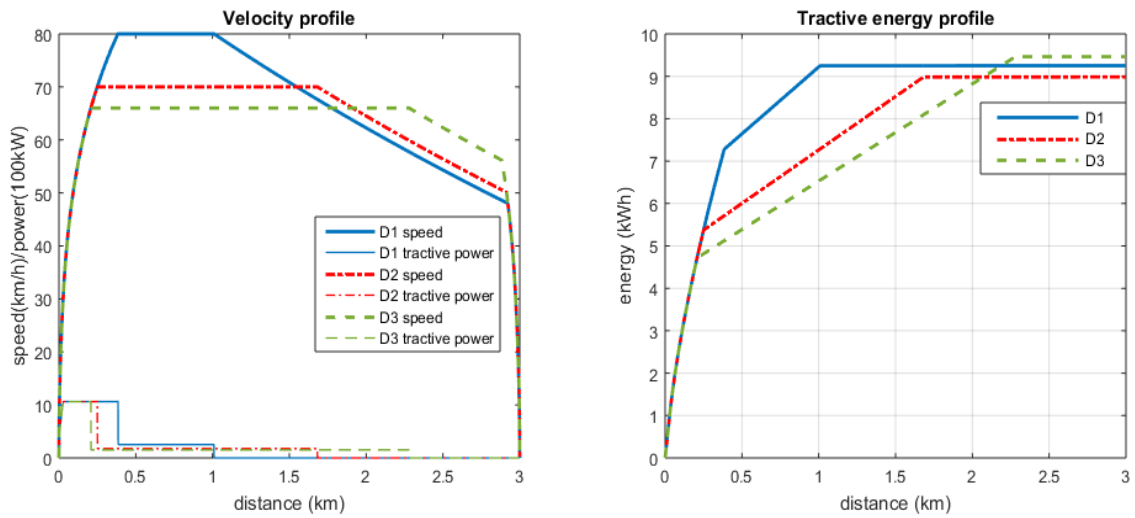 Velocity profile
80
70
60
50
40
30
20
10
0
speed(km/h)/power(100kW)
D1 speed
D1 tractive power
D2 speed
D2 tractive power
D3 speed
D3 tractive power
0 0.5 1 1.5 2 2.5 3
distance (km)
Tractive energy profile
10
9
8
7
6
5
4
3
2
1
0
energy (kWh)
D1
D2
D3
0 0.5 1 1.5 2 2.5 3
distance (km)